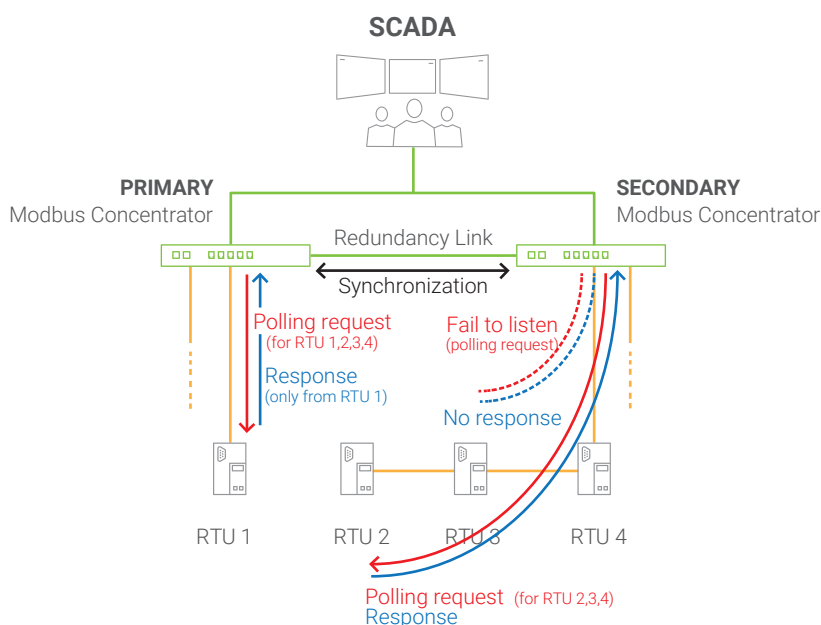 SCADA
PRIMARY
Modbus Concentrator
SECONDARY
Modbus Concentrator
Redundancy Link
Synchronization
Polling request
(for RTU 1,2,3,4)
Response
(only from RTU 1)
Fail to listen
(polling request)
No response
RTU 1
RTU 2
RTU 3
RTU 4
Polling request (for RTU 2,3,4)
Response